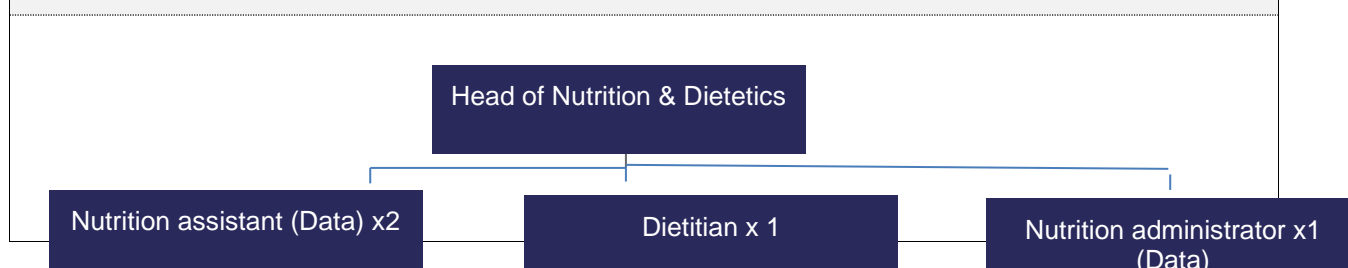 Head of Nutrition & Dietetics
Nutrition assistant (Data) x2
Dietitian x 1
Nutrition administrator x1
(Data)